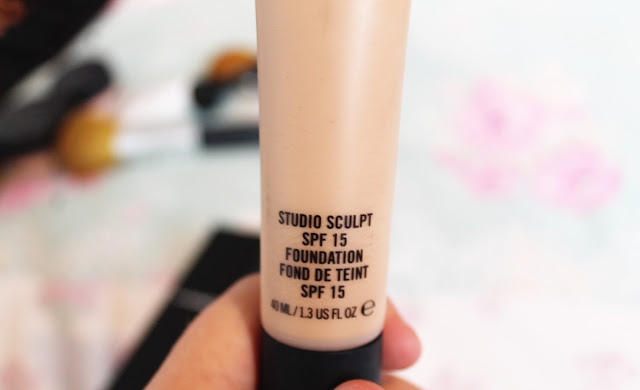 STUDIO SCULPT
SPF 15
FOUNDATION
FOND DE TEINT
SPF 15
40 ML / 1.3 US FL OZ ℮